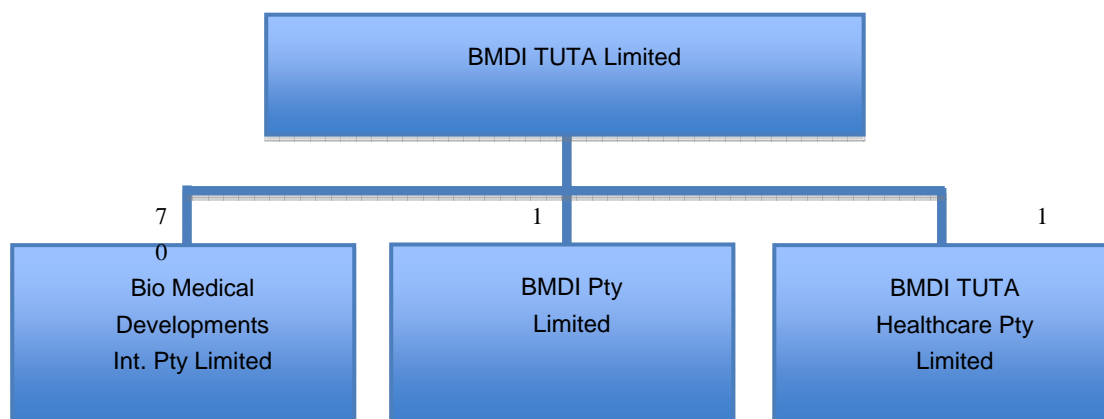 BMDI TUTA Limited
7
0
1
1
Bio Medical
Developments
Int. Pty Limited
BMDI Pty
Limited
BMDI TUTA
Healthcare Pty
Limited